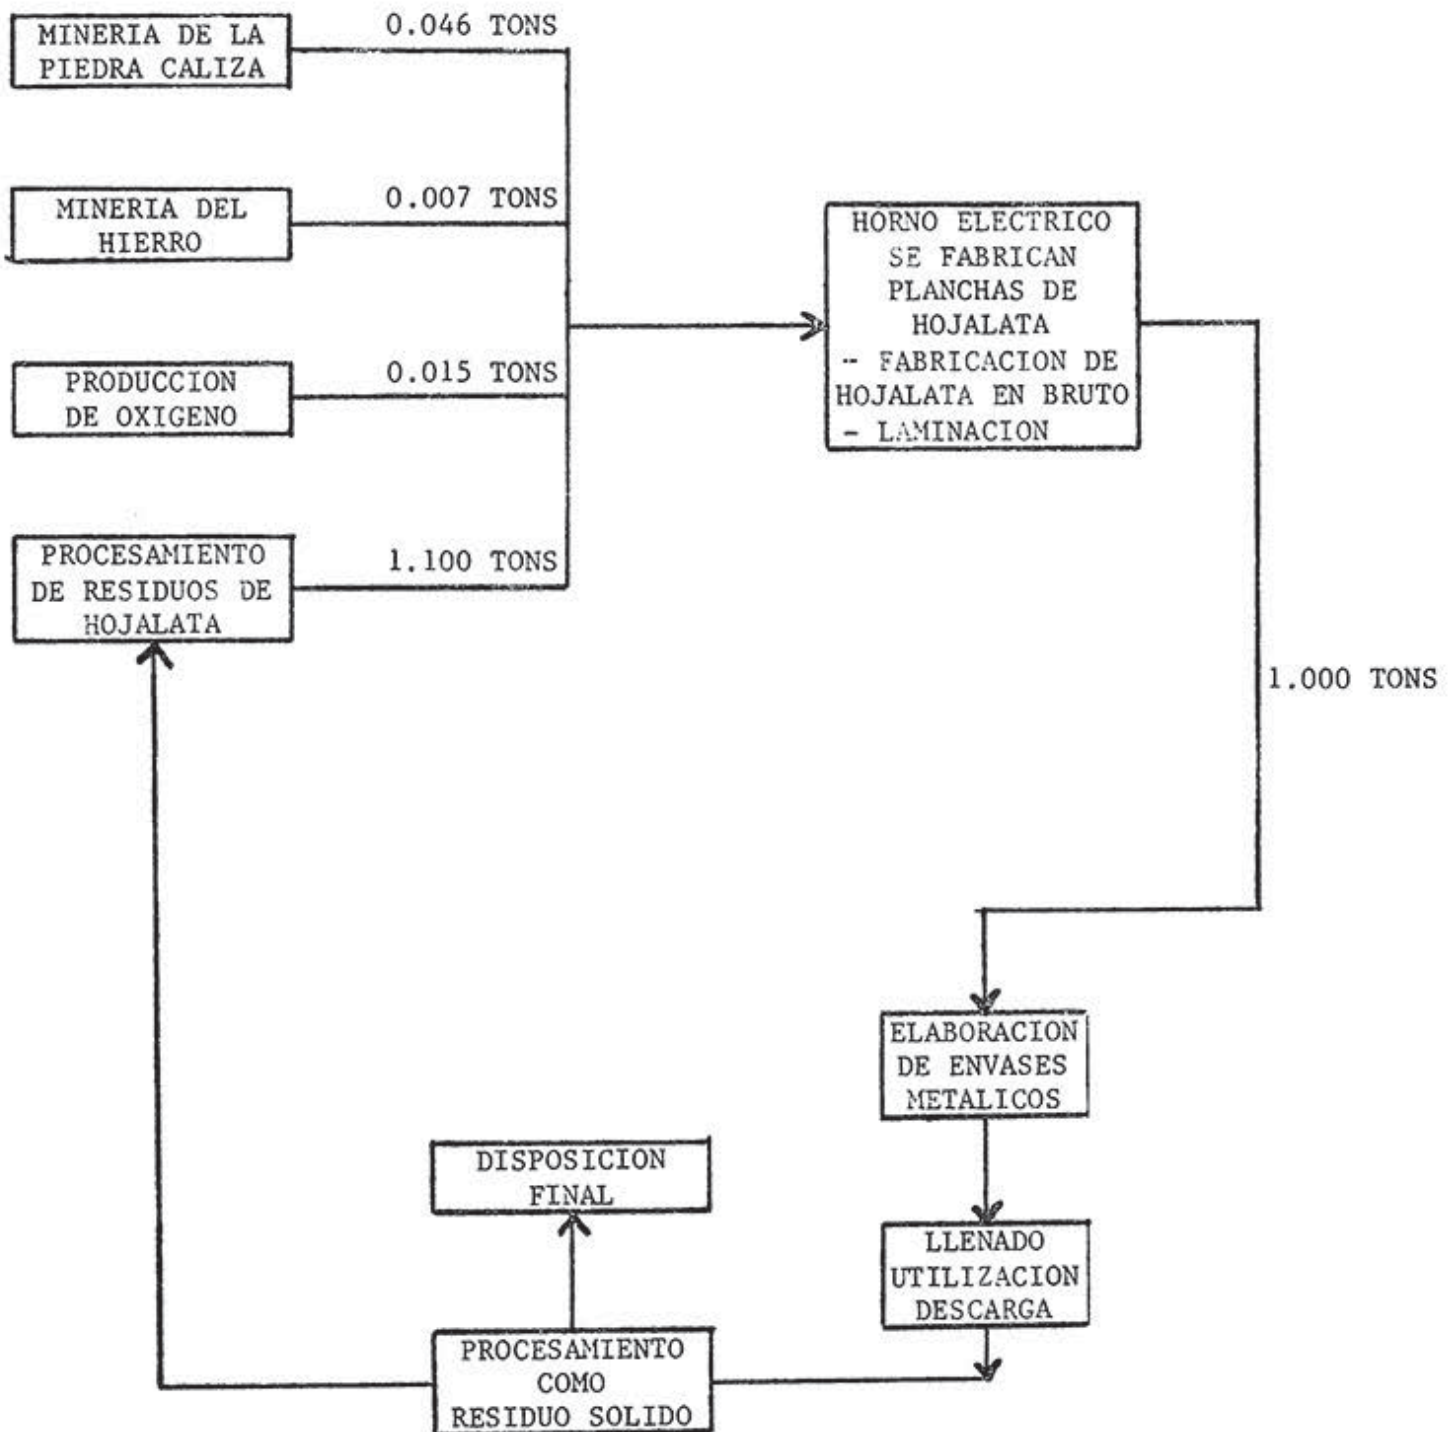 MINERIA DE LA
PIEDRA CALIZA
0.046 TONS
MINERIA DEL
HIERRO
0.007 TONS
PRODUCCION
DE OXIGENO
0.015 TONS
PROCESAMIENTO
DE RESIDUOS DE
HOJALATA
1.100 TONS
HORNO ELECTRICO
SE FABRICAN
PLANCHAS DE
HOJALATA
- FABRICACION DE
HOJALATA EN BRUTO
- LAMINACION
1.000 TONS
ELABORACION
DE ENVASES
METALICOS
LLENADO
UTILIZACION
DESCARGA
PROCESAMIENTO
COMO
RESIDUO SOLIDO
DISPOSICION
FINAL